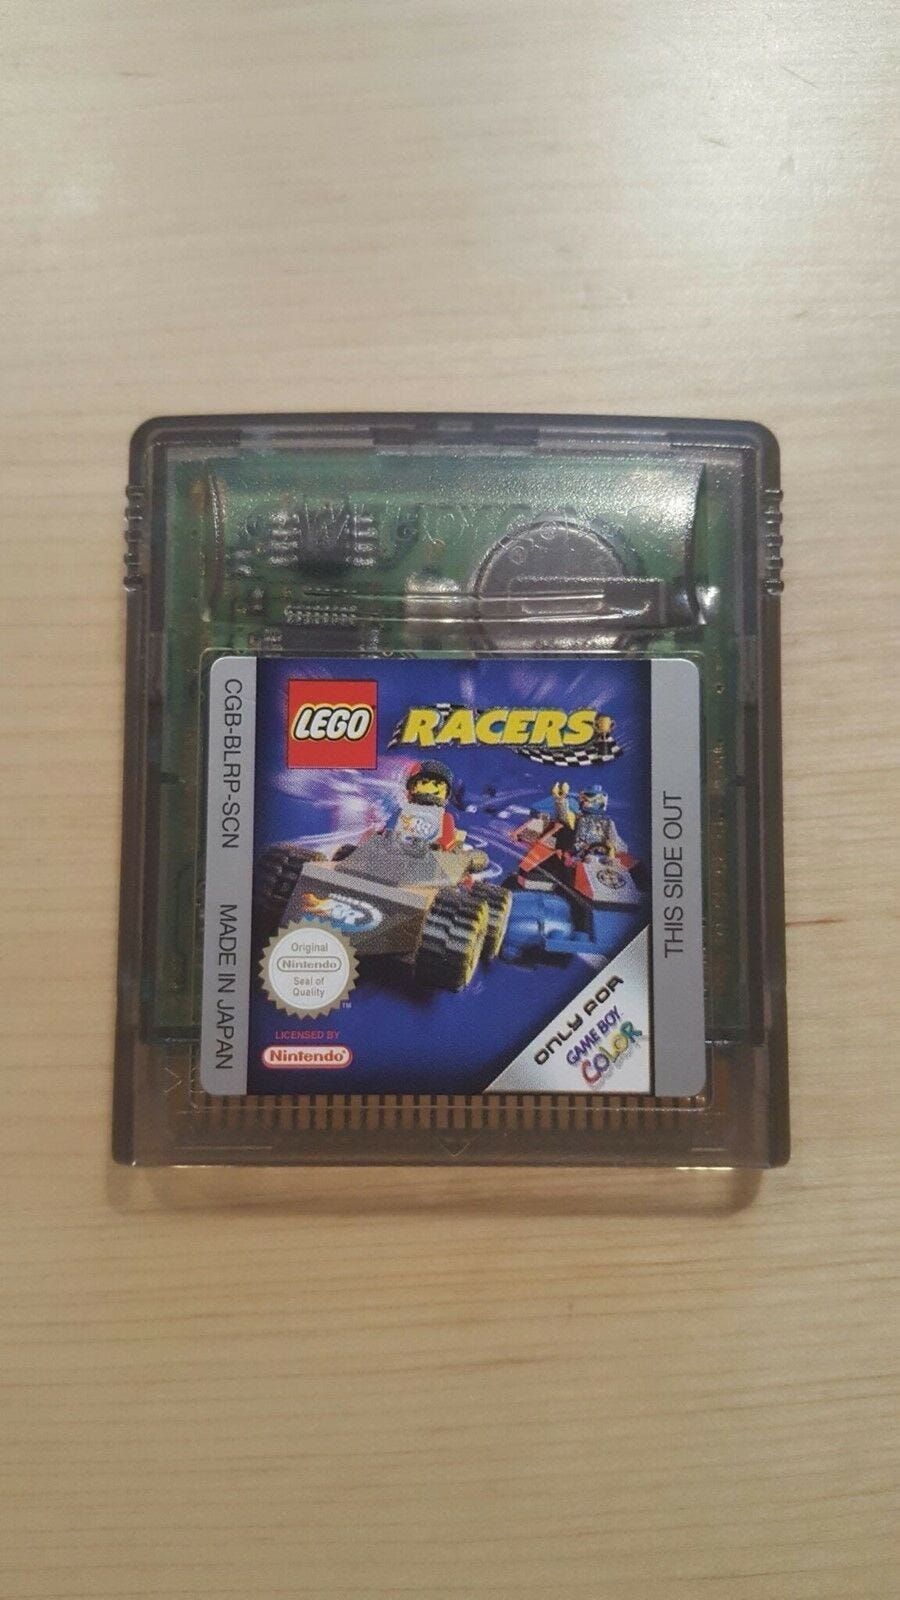 LEGO
RACERS
CGB-BLRP-SCN MADE IN JAPAN
THIS SIDE OUT
Original
Nintendo
Seal of
Quality
TM
LICENSED BY
Nintendo®
ONLY FOR
GAME BOY
COLOR